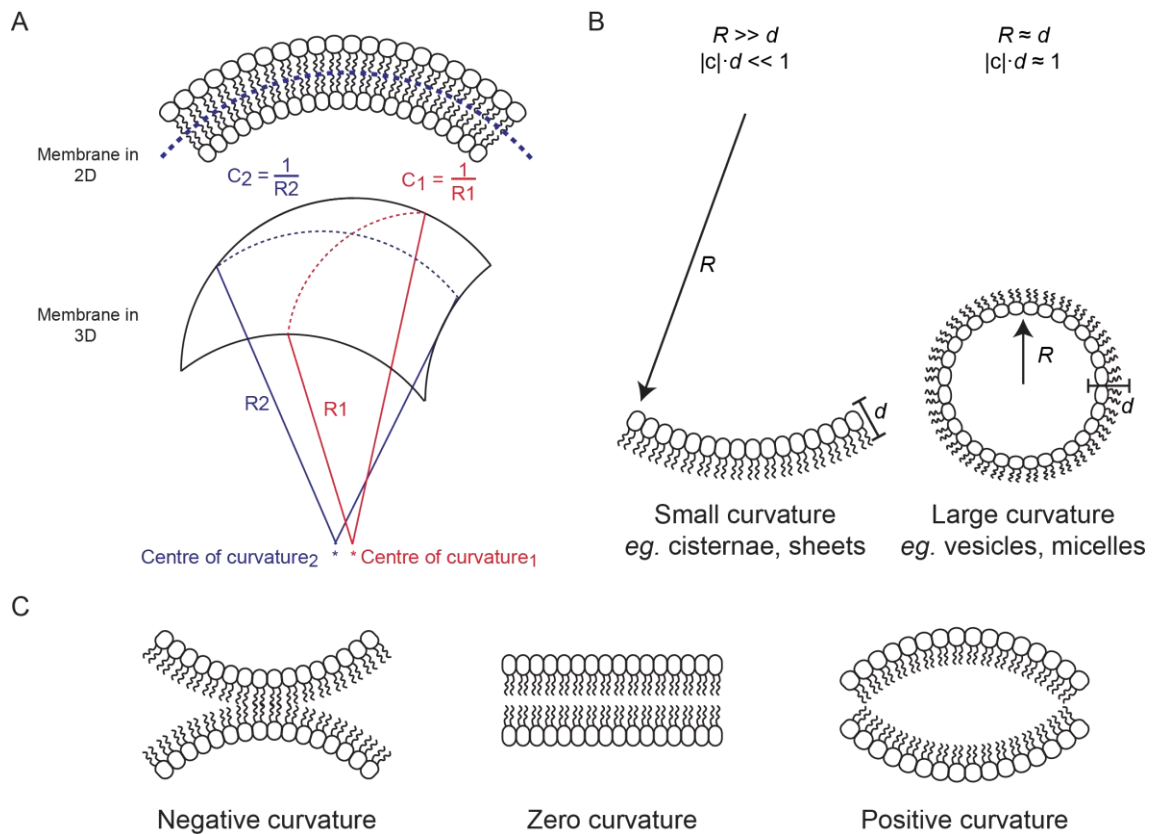 A
Membrane in
2D
C2 = 1/R2
C1 = 1/R1
Membrane in
3D
R2
R1
Centre of curvature2
*
* Centre of curvature1
B
R >> d
|c|·d << 1
R
d
Small curvature
eg. cisternae, sheets
R ≈ d
|c|·d ≈ 1
R
d
Large curvature
eg. vesicles, micelles
C
Negative curvature
Zero curvature
Positive curvature